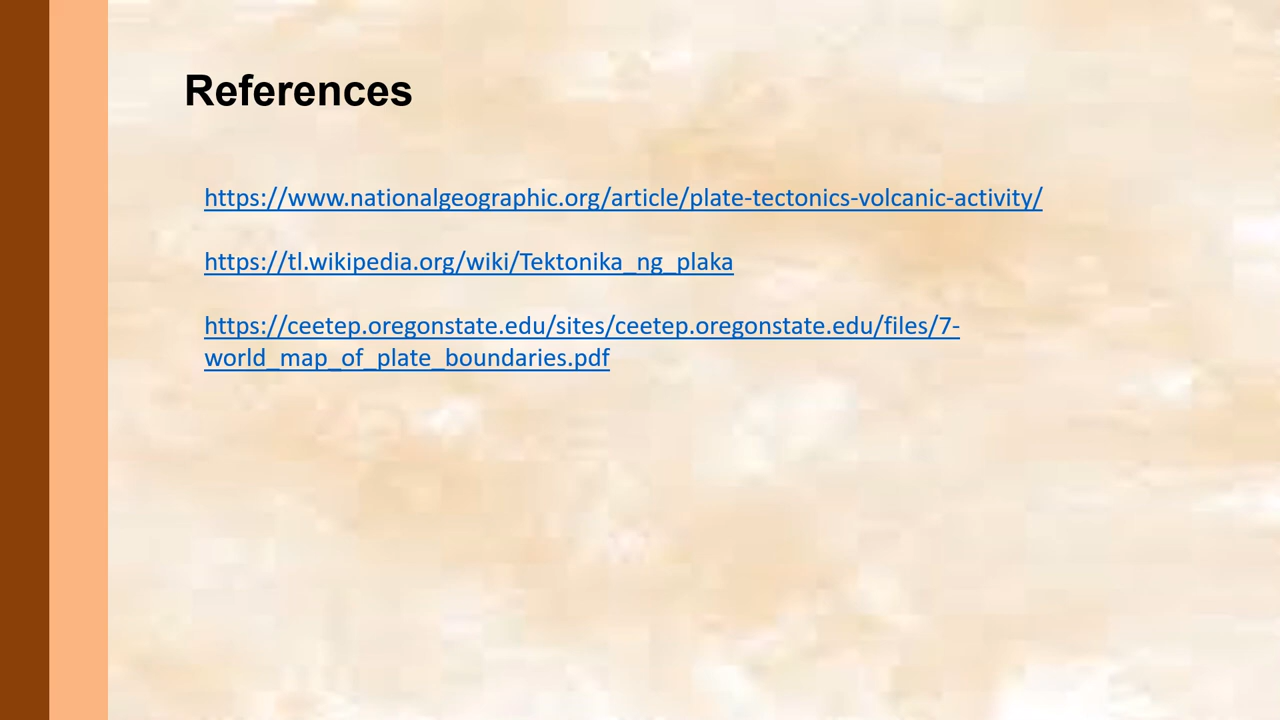 References
https://www.nationalgeographic.org/article/plate-tectonics-volcanic-activity/
https://tl.wikipedia.org/wiki/Tektonika_ng_plaka
https://ceetep.oregonstate.edu/sites/ceetep.oregonstate.edu/files/7-
world_map_of_plate_boundaries.pdf